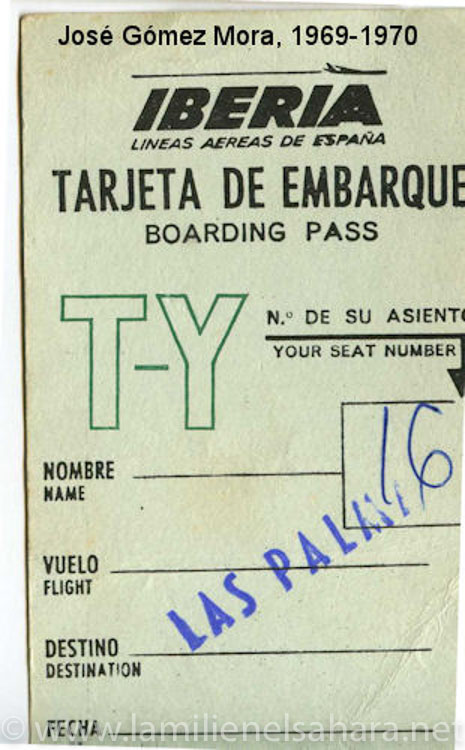 José Gómez Mora, 1969-1970
IBERIA
LINEAS AEREAS DE ESPAÑA
TARJETA DE EMBARQUE
BOARDING PASS
T-Y
N.º DE SU ASIENTO
YOUR SEAT NUMBER
16
NOMBRE
NAME
LAS PALMA
VUELO
FLIGHT
DESTINO
DESTINATION
FECHA
© www.lamilienelsahara.net